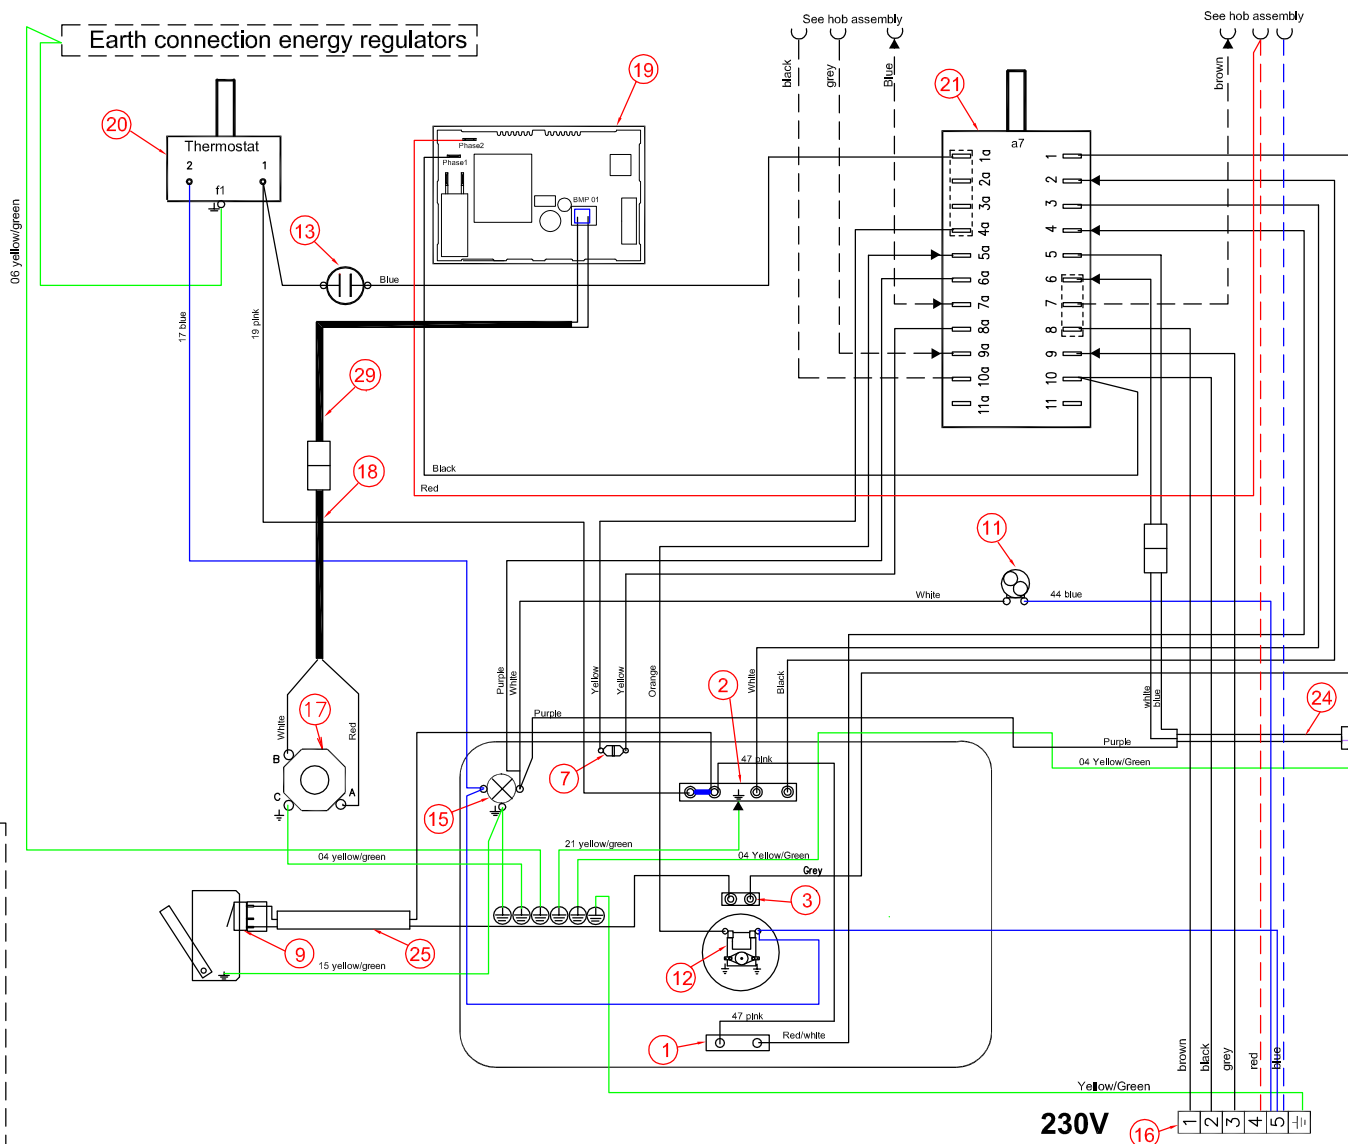 See hob assembly
See hob assembly
Earth connection energy regulators
black
grey
Blue
brown
19
20
21
Thermostat
2
1
f1
Phase2
Phase1
BMP 01
a7
1a
2a
3a
4a
5a
6a
7a
8a
9a
10a
11a
1
2
3
4
5
6
7
8
9
10
11
06 yellow/green
13
Blue
17 blue
19 pink
29
18
Black
Red
11
White
44 blue
Purple
White
Yellow
Yellow
Orange
White
Black
2
17
White
Red
B
C
A
Purple
white
blue
24
Purple
04 Yellow/Green
47 pink
7
15
21 yellow/green
04 yellow/green
04 Yellow/Green
Grey
3
9
25
15 yellow/green
12
47 pink
Red/white
1
brown
black
grey
red
blue
Yellow/Green
230V
16
1
2
3
4
5